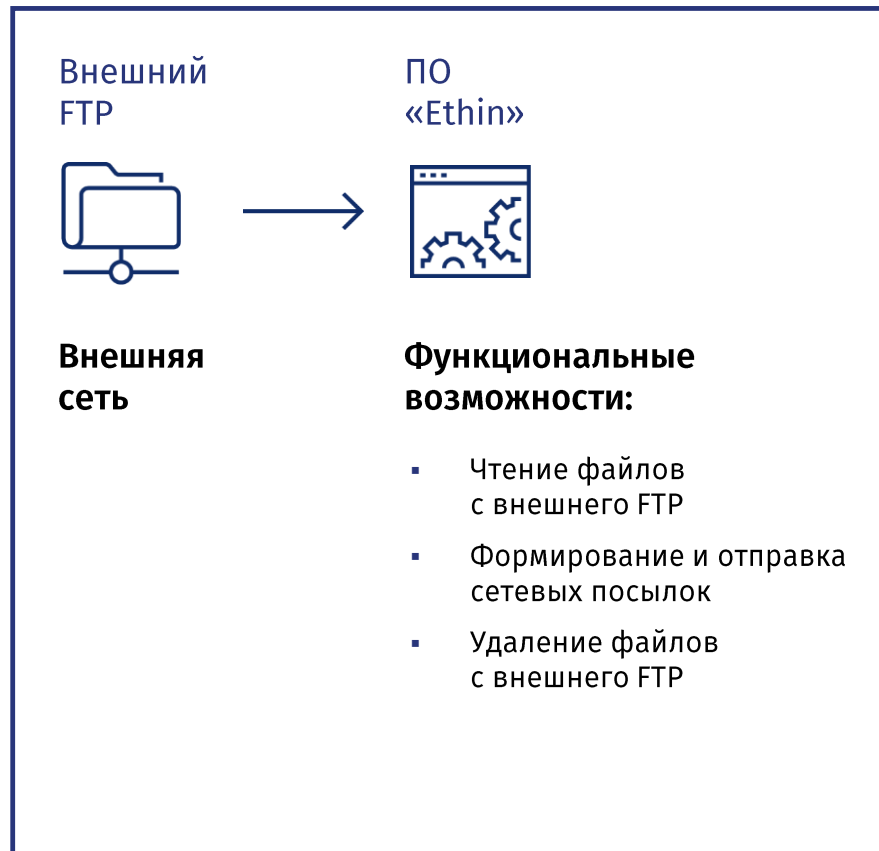 Внешний
FTP
ПО
«Ethin»
Внешняя
сеть
Функциональные
возможности:
▪ Чтение файлов
с внешнего FTP
▪ Формирование и отправка
сетевых посылок
▪ Удаление файлов
с внешнего FTP